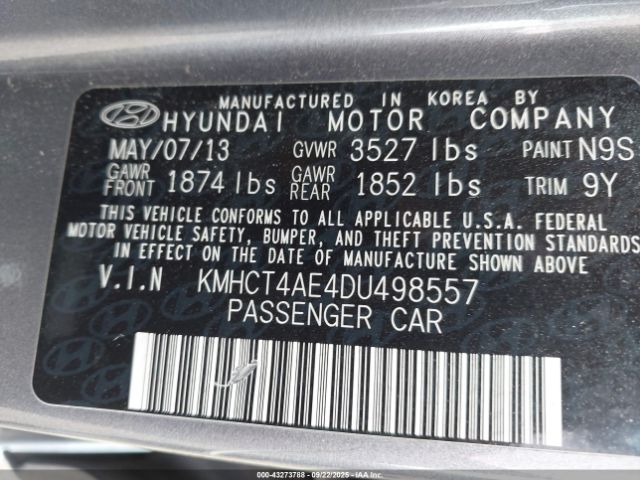 MANUFACTURED IN KOREA BY
HYUNDAI MOTOR COMPANY
MAY/07/13 GVWR 3527 lbs PAINT N9S
GAWR FRONT 1874 lbs GAWR REAR 1852 lbs TRIM 9Y
THIS VEHICLE CONFORMS TO ALL APPLICABLE U.S.A. FEDERAL
MOTOR VEHICLE SAFETY, BUMPER, AND THEFT PREVENTION STANDARDS
IN EFFECT ON THE DATE OF MANUFACTURE SHOWN ABOVE
V.I.N KMHCT4AE4DU498557
PASSENGER CAR
000-43273788 09/22/2025 IAA Inc.